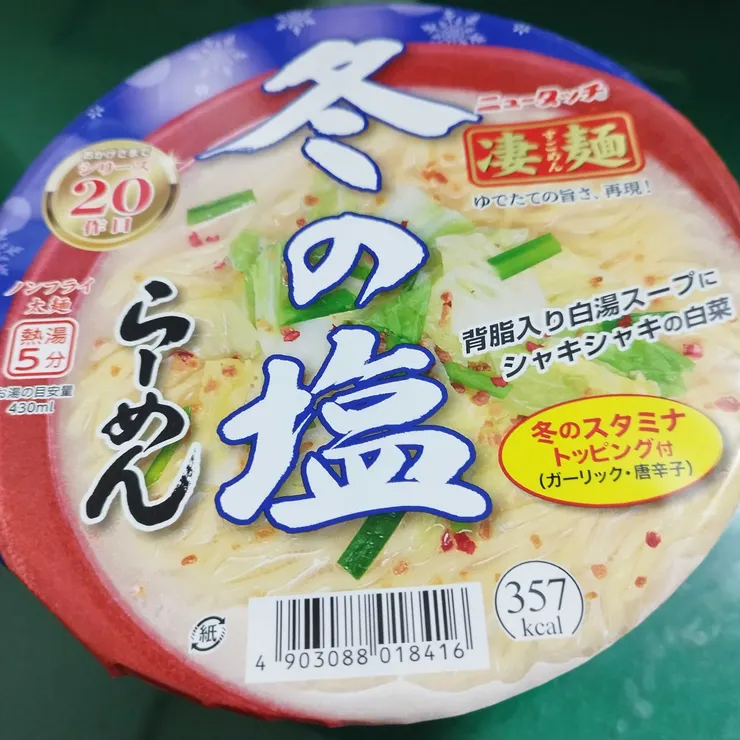 冬の塩
らーめん
ニュータッチ
凄麺
すごめん
ゆでたての旨さ、再現!
おかげさまで
シリーズ
20
作目
ノンフライ
太麺
熱湯
5分
お湯の目安量
430ml
背脂入り白湯スープに
シャキシャキの白菜
冬のスタミナ
トッピング付
(ガーリック・唐辛子)
357
kcal
紙
4 903088 018416